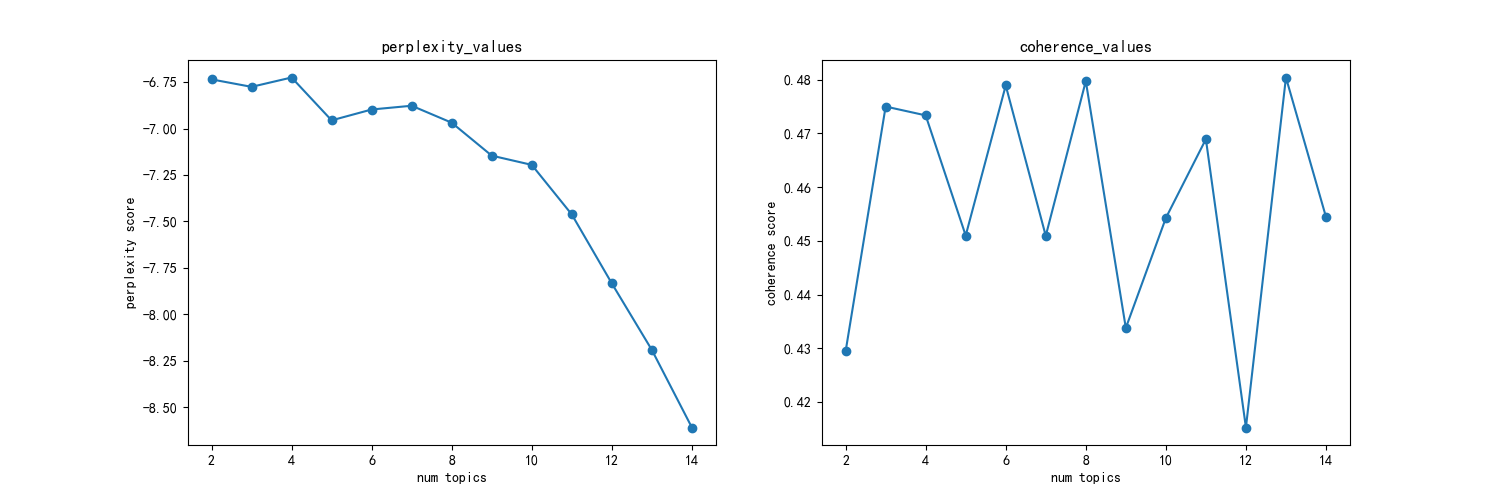 perplexity_values
perplexity score
-6.75
-7.00
-7.25
-7.50
-7.75
-8.00
-8.25
-8.50
2 4 6 8 10 12 14
num topics
coherence_values
coherence score
0.48
0.47
0.46
0.45
0.44
0.43
0.42
2 4 6 8 10 12 14
num topics